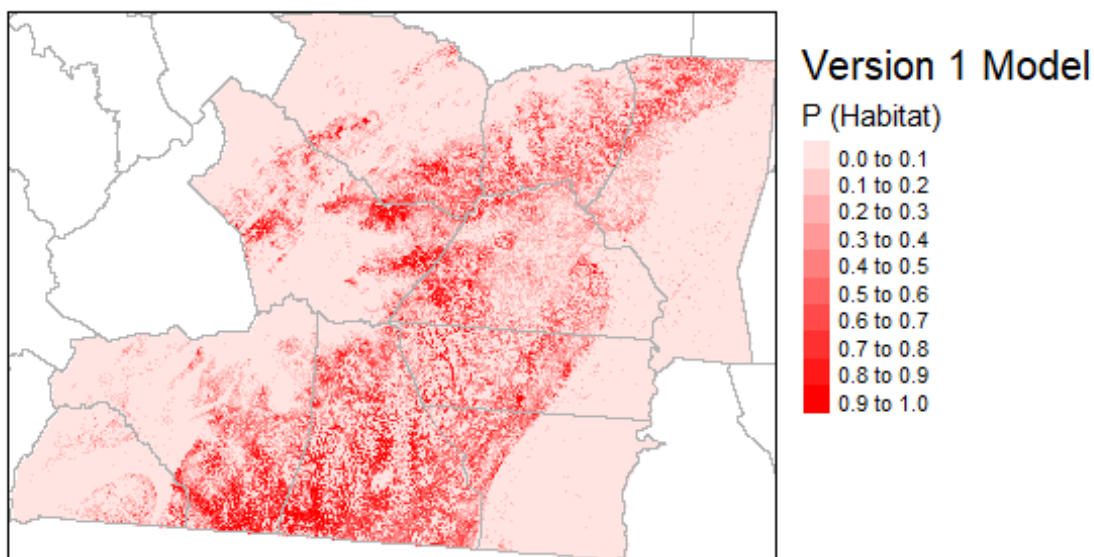 Version 1 Model
P (Habitat)
0.0 to 0.1
0.1 to 0.2
0.2 to 0.3
0.3 to 0.4
0.4 to 0.5
0.5 to 0.6
0.6 to 0.7
0.7 to 0.8
0.8 to 0.9
0.9 to 1.0